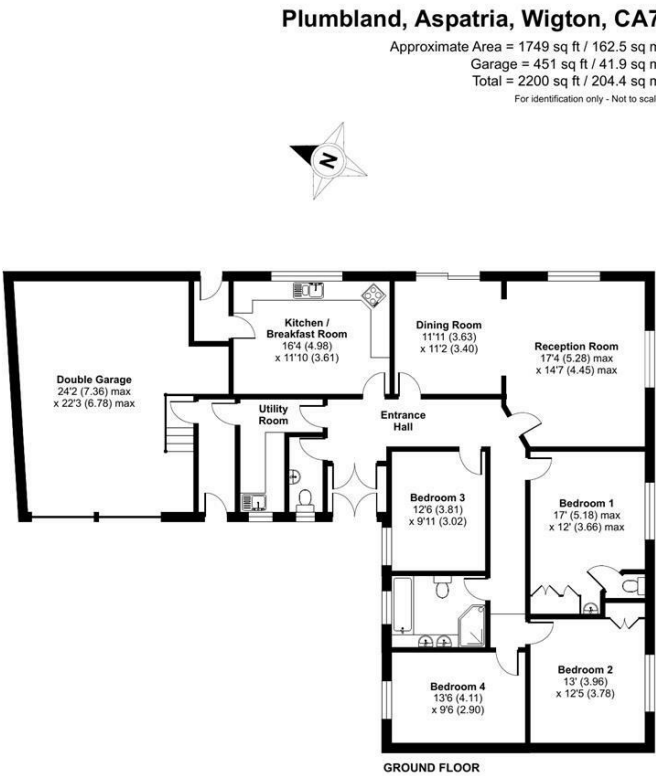 Plumbland, Aspatria, Wigton, CA7
Approximate Area = 1749 sq ft / 162.5 sq m
Garage = 451 sq ft / 41.9 sq m
Total = 2200 sq ft / 204.4 sq m
For identification only - Not to scal
N
Kitchen /
Breakfast Room
16'4 (4.98)
x 11'10 (3.61)
Dining Room
11'11 (3.63)
x 11'2 (3.40)
Reception Room
17'4 (5.28) max
x 14'7 (4.45) max
Double Garage
24'2 (7.36) max
x 22'3 (6.78) max
Utility
Room
Entrance
Hall
Bedroom 3
12'6 (3.81)
x 9'11 (3.02)
Bedroom 1
17' (5.18) max
x 12' (3.66) max
Bedroom 4
13'6 (4.11)
x 9'6 (2.90)
Bedroom 2
13' (3.96)
x 12'5 (3.78)
GROUND FLOOR